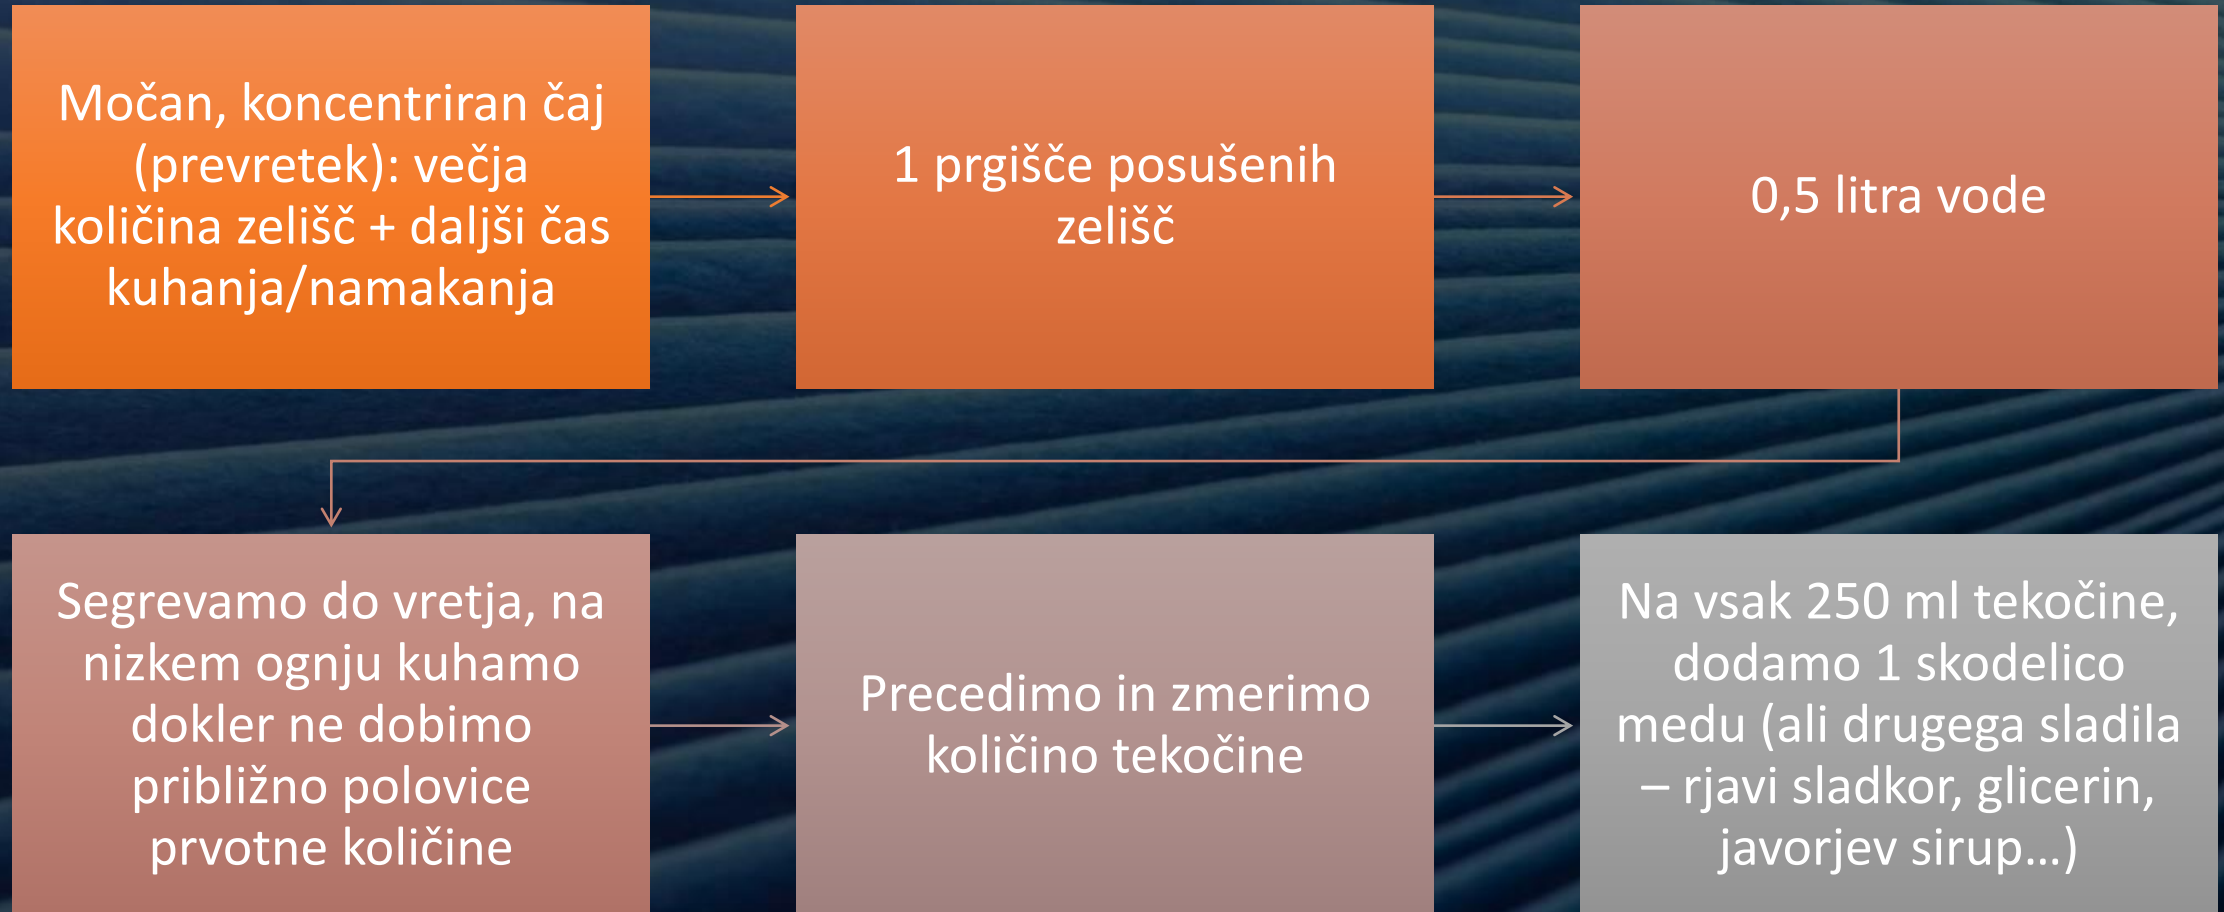 Močan, koncentriran čaj
(prevretek): večja
količina zelišč + daljši čas
kuhanja/namakanja
1 prgišče posušenih
zelišč
0,5 litra vode
Segrevamo do vretja, na
nizkem ognju kuhamo
dokler ne dobimo
približno polovice
prvotne količine
Precedimo in zmerimo
količino tekočine
Na vsak 250 ml tekočine,
dodamo 1 skodelico
medu (ali drugega sladila
– rjavi sladkor, glicerin,
javorjev sirup…)